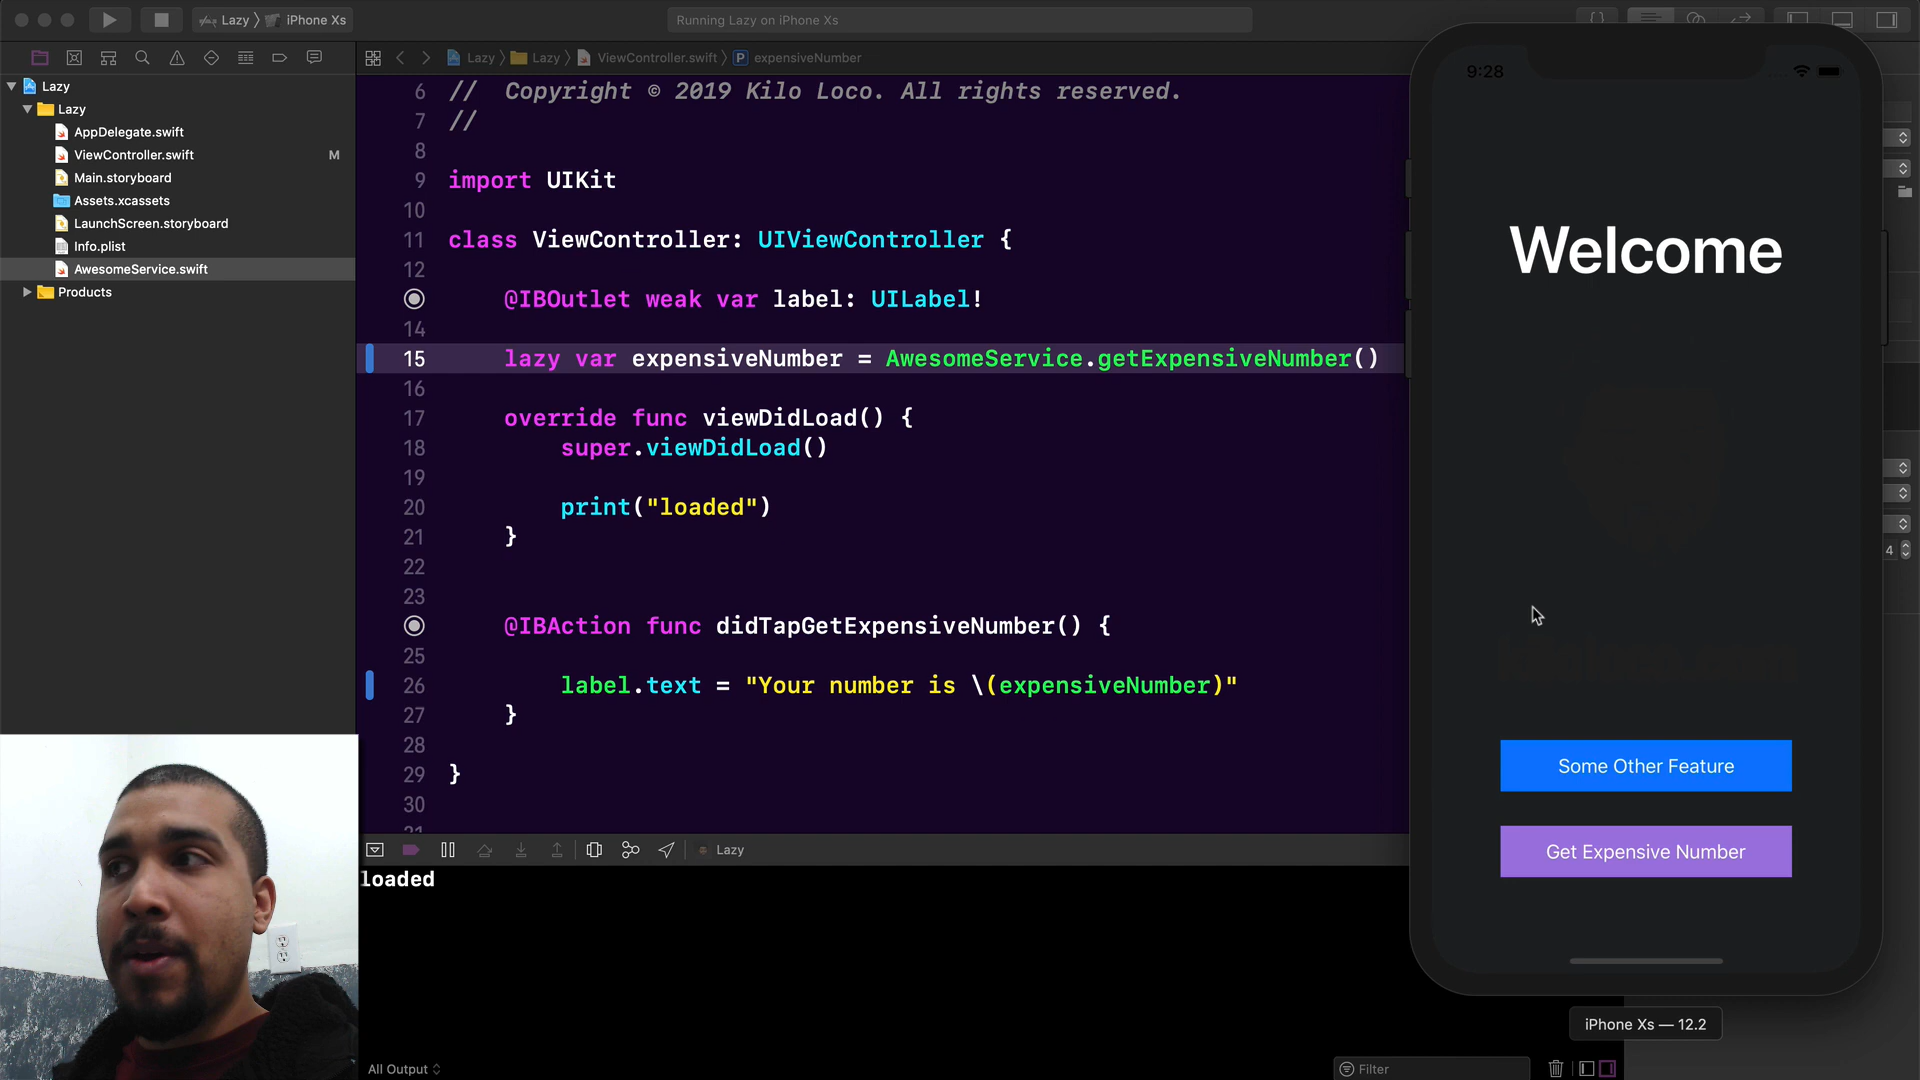 Lazy
iPhone Xs
Running Lazy on iPhone Xs
Lazy
Lazy
ViewController.swift
P
expensiveNumber
Lazy
Lazy
AppDelegate.swift
ViewController.swift
M
Main.storyboard
Assets.xcassets
LaunchScreen.storyboard
Info.plist
AwesomeService.swift
Products
6 // Copyright © 2019 Kilo Loco. All rights reserved.
7 //
8
9 import UIKit
10
11 class ViewController: UIViewController {
12
@IBOutlet weak var label: UILabel!
14
15 lazy var expensiveNumber = AwesomeService.getExpensiveNumber()
16
17 override func viewDidLoad() {
18 super.viewDidLoad()
19
20 print("loaded")
21 }
22
23
@IBAction func didTapGetExpensiveNumber() {
25
26 label.text = "Your number is \(expensiveNumber)"
27 }
28
29 }
30
31
Lazy
loaded
All Output
Filter
9:28
Welcome
Some Other Feature
Get Expensive Number
iPhone Xs — 12.2
4